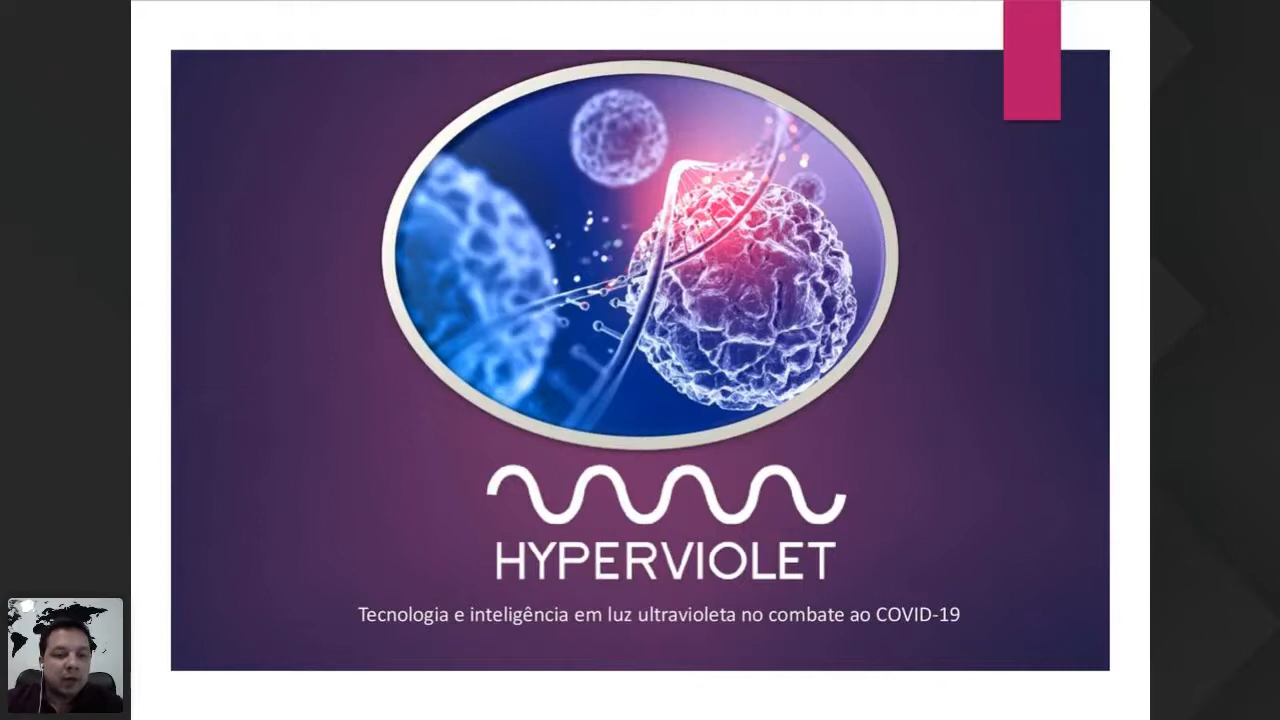 HYPERVIOLET
Tecnologia e inteligência em luz ultravioleta no combate ao COVID-19